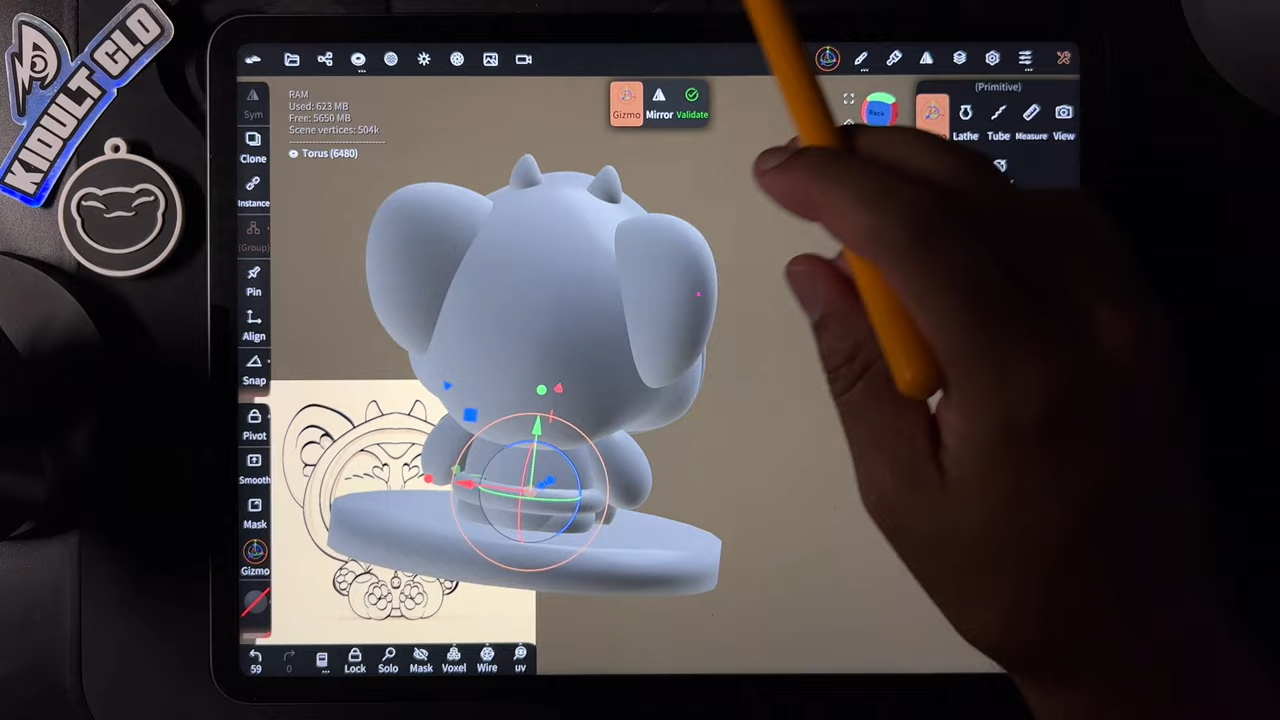 KIDULT CLO
RAM
Used: 623 MB
Free: 5650 MB
Scene vertices: 504k
Torus (6480)
Gizmo
Mirror
Validate
Back
(Primitive)
Lathe
Tube
Measure
View
Sym
Clone
Instance
(Group)
Pin
Align
Snap
Pivot
Smooth
Mask
Gizmo
59
0
...
Lock
Solo
Mask
Voxel
Wire
uv